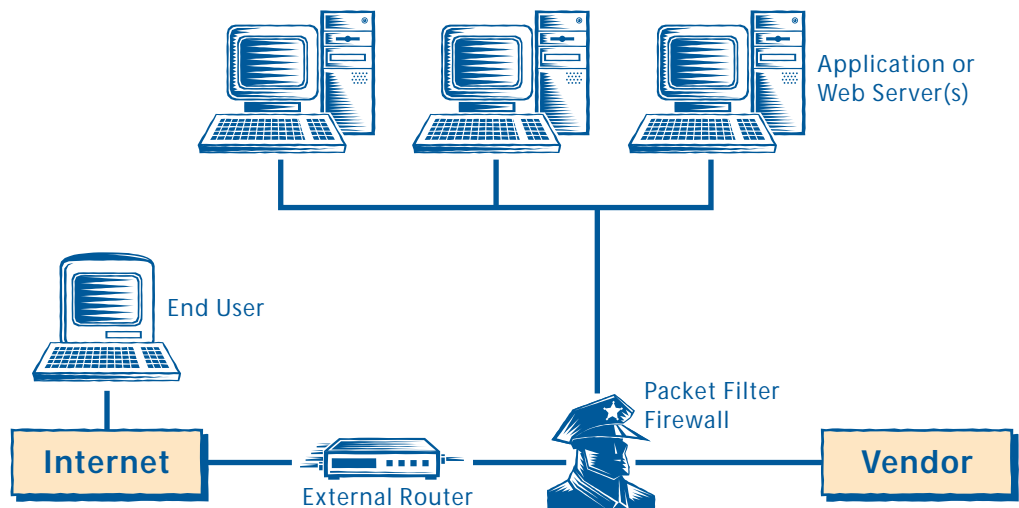 Application or
Web Server(s)
End User
Packet Filter
Firewall
Internet
External Router
Vendor